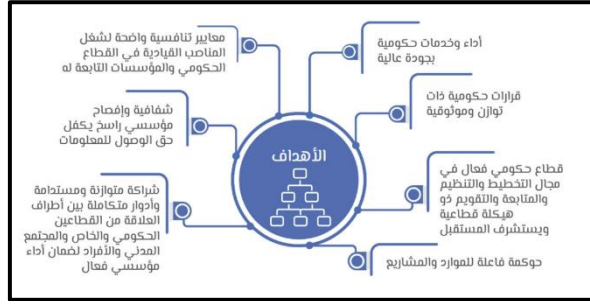 الأهداف
أداء وخدمات حكومية
بجودة عالية
قرارات حكومية ذات
توازن وموثوقية
قطاع حكومي فعال في
مجال التخطيط والتنظيم
والمتابعة والتقويم ذو
هيكلة قطاعية
ويستشرف المستقبل
حوكمة فاعلة للموارد والمشاريع
معايير تنافسية واضحة لشغل
المناصب القيادية في القطاع
الحكومي والمؤسسات التابعة له
شفافية وإفصاح
مؤسسي راسخ يكفل
حق الوصول للمعلومات
شراكة متوازنة ومستدامة
وأدوار متكاملة بين أطراف
العلاقة من القطاعين
الحكومي والخاص والمجتمع
المدني والأفراد لضمان أداء
مؤسسي فعال